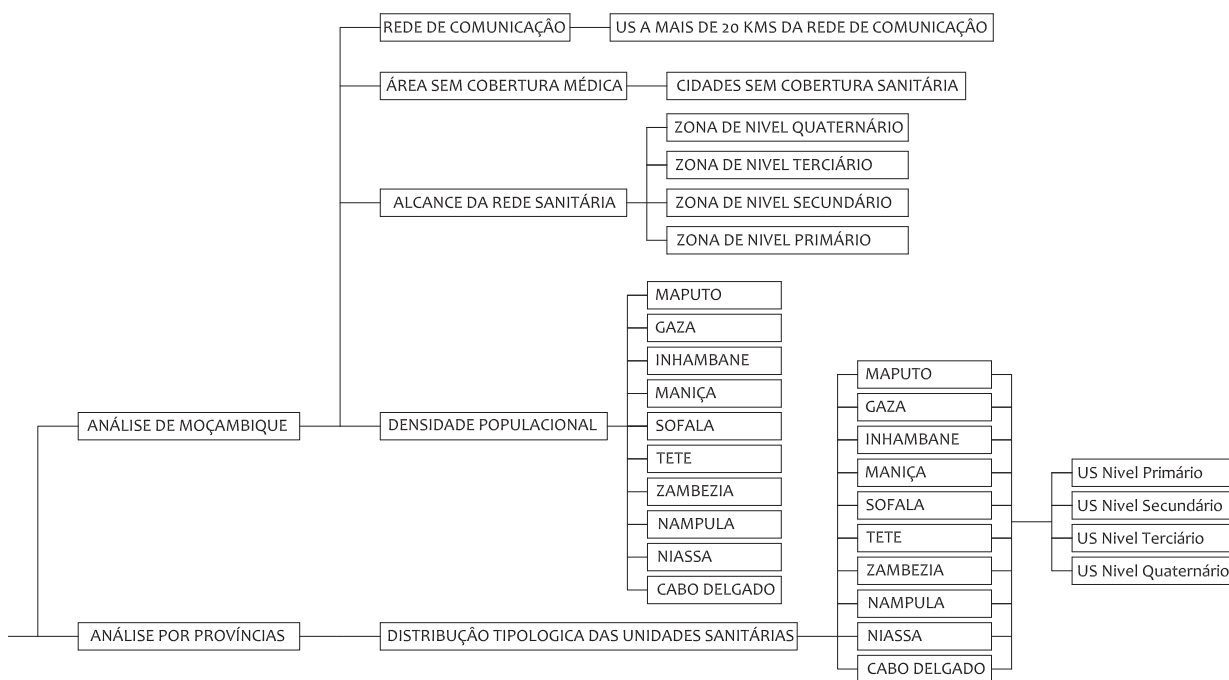 REDE DE COMUNICAÇÂO
US A MAIS DE 20 KMS DA REDE DE COMUNICAÇÂO
ÁREA SEM COBERTURA MÉDICA
CIDADES SEM COBERTURA SANITÁRIA
ALCANCE DA REDE SANITÁRIA
ZONA DE NIVEL QUATERNÁRIO
ZONA DE NIVEL TERCIÁRIO
ZONA DE NIVEL SECUNDÁRIO
ZONA DE NIVEL PRIMÁRIO
ANÁLISE DE MOÇAMBIQUE
DENSIDADE POPULACIONAL
MAPUTO
GAZA
INHAMBANE
MANIÇA
SOFALA
TETE
ZAMBEZIA
NAMPULA
NIASSA
CABO DELGADO
ANÁLISE POR PROVÍNCIAS
DISTRIBUÇÂO TIPOLOGICA DAS UNIDADES SANITÁRIAS
MAPUTO
GAZA
INHAMBANE
MANIÇA
SOFALA
TETE
ZAMBEZIA
NAMPULA
NIASSA
CABO DELGADO
US Nivel Primário
US Nivel Secundário
US Nivel Terciário
US Nivel Quaternário